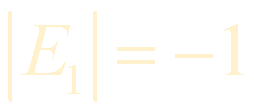 |E₁| = −1